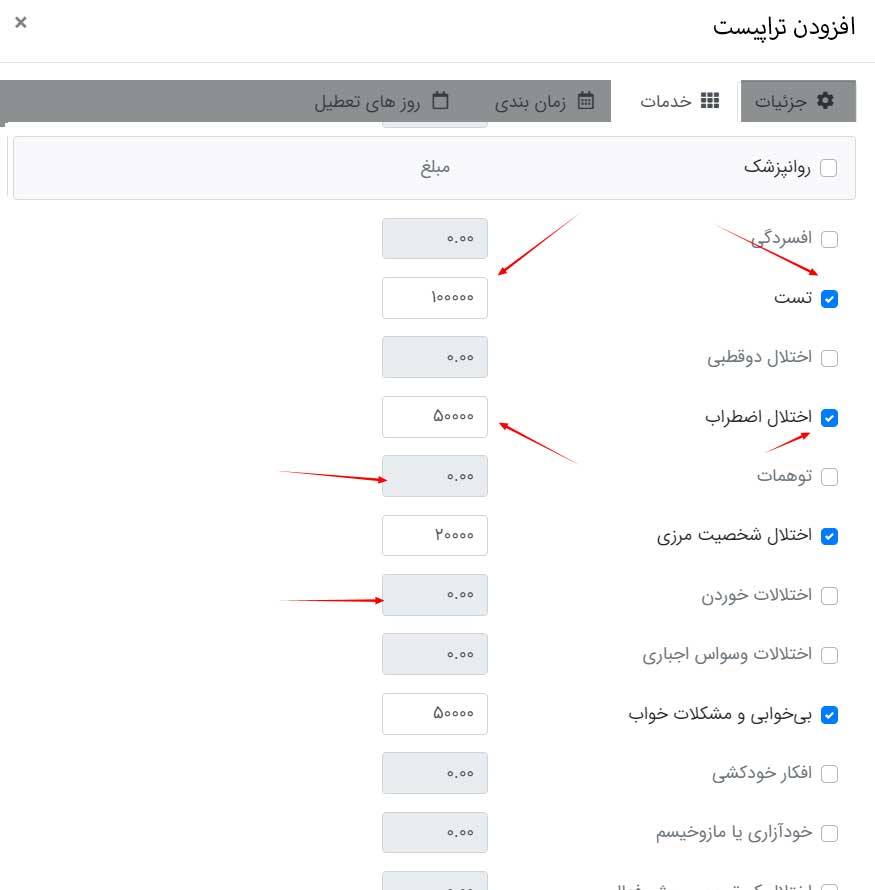 افزودن تراپیست
×
جزئیات خدمات زمان بندی روز های تعطیل
روانپزشک مبلغ
افسردگی ۰.۰۰
تست ۱۰۰۰۰۰
اختلال دوقطبی ۰.۰۰
اختلال اضطراب ۵۰۰۰۰
توهمات ۰.۰۰
اختلال شخصیت مرزی ۲۰۰۰۰
اختلالات خوردن ۰.۰۰
اختلالات وسواس اجباری ۰.۰۰
بی‌خوابی و مشکلات خواب ۵۰۰۰۰
افکار خودکشی ۰.۰۰
خودآزاری یا مازوخیسم ۰.۰۰